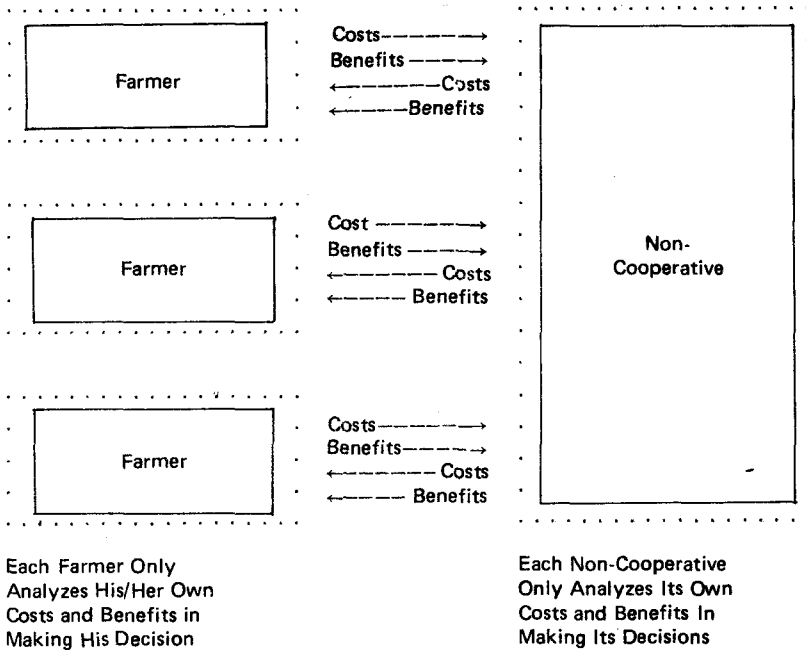 Farmer
Costs
Benefits
Costs
Benefits
Farmer
Cost
Benefits
Costs
Benefits
Non-
Cooperative
Farmer
Costs
Benefits
Costs
Benefits
Each Farmer Only
Analyzes His/Her Own
Costs and Benefits in
Making His Decision
Each Non-Cooperative
Only Analyzes Its Own
Costs and Benefits In
Making Its Decisions